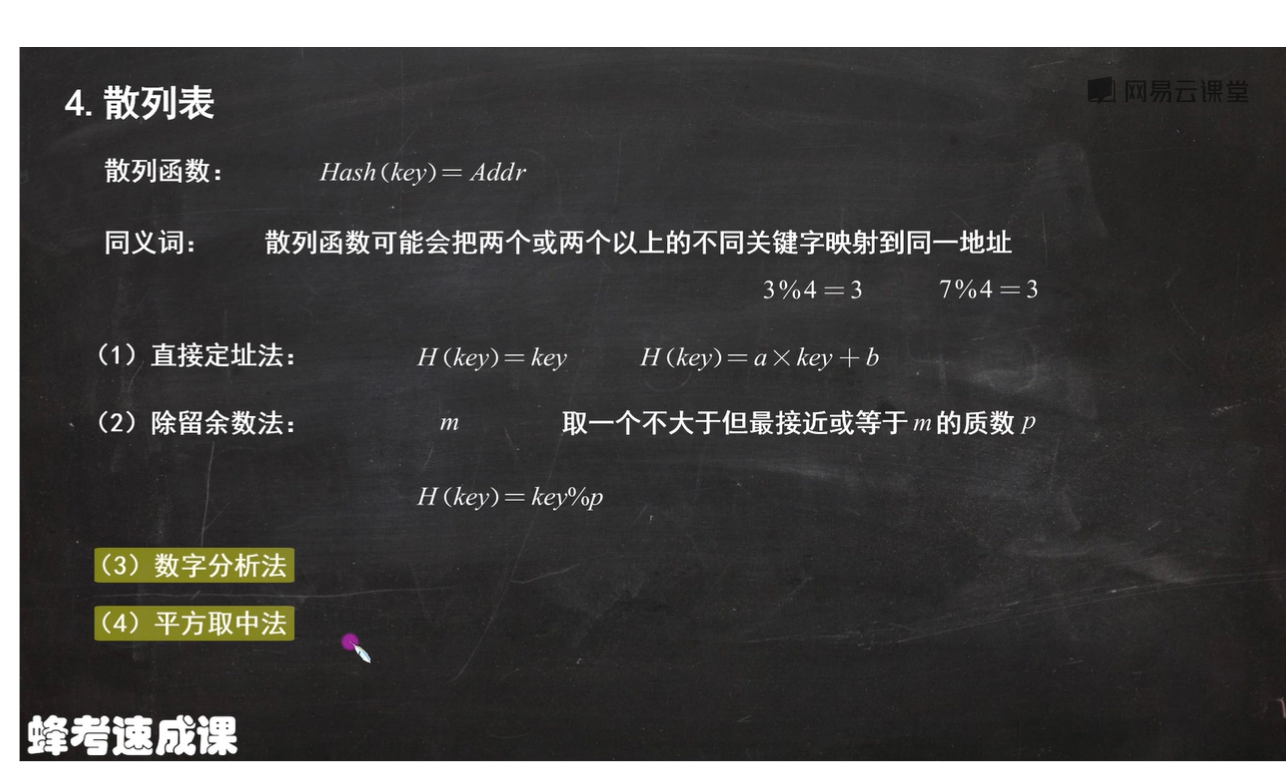 4. 散列表
网易云课堂
散列函数： Hash(key) = Addr
同义词： 散列函数可能会把两个或两个以上的不同关键字映射到同一地址
3%4 = 3 7%4 = 3
（1）直接定址法： H(key) = key H(key) = a × key + b
（2）除留余数法： m 取一个不大于但最接近或等于 m 的质数 p
H(key) = key%p
（3）数字分析法
（4）平方取中法
蜂考速成课